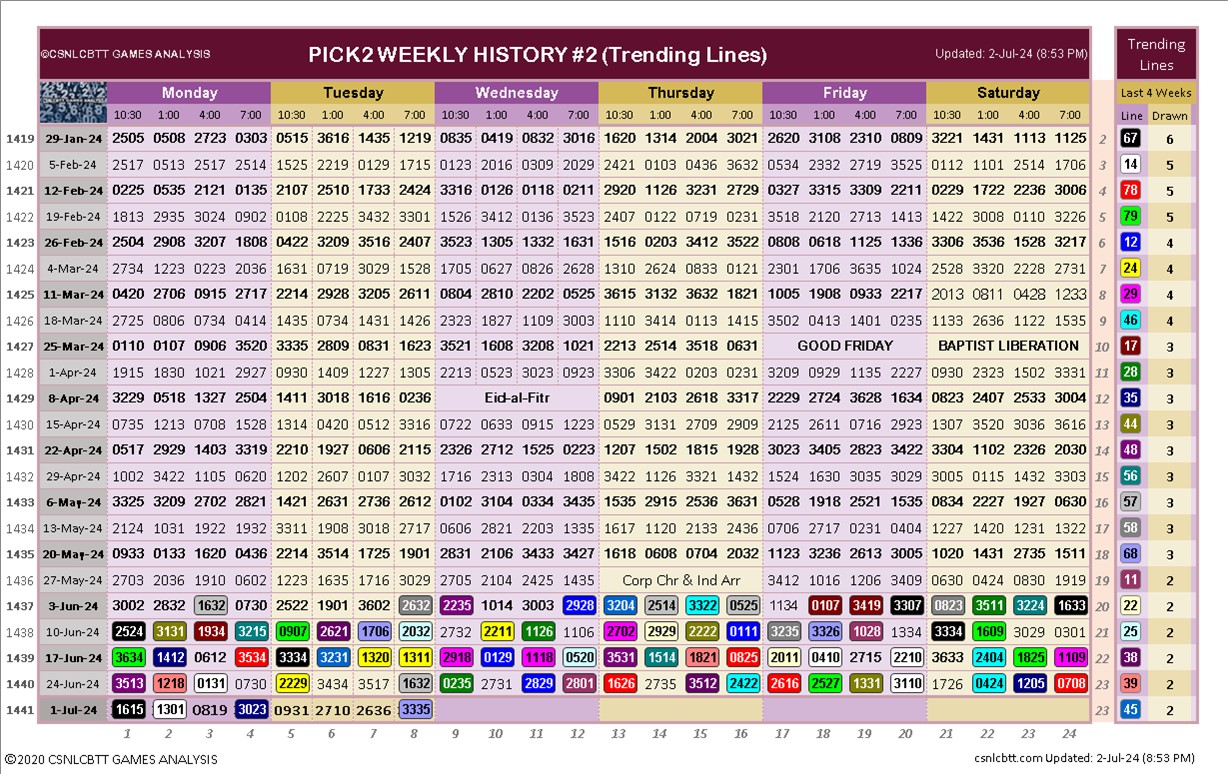 ©CSNLCBTT GAMES ANALYSIS PICK2 WEEKLY HISTORY #2 (Trending Lines) Updated: 2-Jul-24 (8:53 PM) Trending Lines
Monday Tuesday Wednesday Thursday Friday Saturday Last 4 Weeks
10:30 1:00 4:00 7:00 10:30 1:00 4:00 7:00 10:30 1:00 4:00 7:00 10:30 1:00 4:00 7:00 10:30 1:00 4:00 7:00 10:30 1:00 4:00 7:00 Line Drawn
1419 29-Jan-24 2505 0508 2723 0303 0515 3616 1435 1219 0835 0419 0832 3016 1620 1314 2004 3021 2620 3108 2310 0809 3221 1431 1113 1125 2 67 6
1420 5-Feb-24 2517 0513 2517 2514 1525 2219 0129 1715 0123 2016 0309 2029 2421 0103 0436 3632 0534 2332 2719 3525 0112 1101 2514 1706 3 14 5
1421 12-Feb-24 0225 0535 2121 0135 2107 2510 1733 2424 3316 0126 0118 0211 2920 1126 3231 2729 0327 3315 3309 2211 0229 1722 2236 3006 4 78 5
1422 19-Feb-24 1813 2935 3024 0902 0108 2225 3432 3301 1526 3412 0136 3523 2407 0122 0719 0231 3518 2120 2713 1413 1422 3008 0110 3226 5 79 5
1423 26-Feb-24 2504 2908 3207 1808 0422 3209 3516 2407 3523 1305 1332 1631 1516 0203 3412 3522 0808 0618 1125 1336 3306 3536 1528 3217 6 12 4
1424 4-Mar-24 2734 1223 0223 2036 1631 0719 3029 1523 1705 0627 0826 2628 1310 2624 0833 0121 2301 1706 3635 1024 2528 3320 2228 2731 7 24 4
1425 11-Mar-24 0420 2706 0915 2717 2214 2928 3205 2617 0804 2810 2202 0525 3615 3132 3632 1821 1005 1908 0933 2217 2013 0811 0428 1233 8 29 4
1426 18-Mar-24 2725 0806 0734 0414 1435 0734 1431 1426 2323 1827 1109 3003 1110 3414 0113 1415 3502 0413 1401 0235 1133 2636 1122 1535 9 46 4
1427 25-Mar-24 0110 0107 0906 3520 3335 2809 0831 1623 3521 1608 3208 1021 2213 2514 3518 0631 GOOD FRIDAY BAPTIST LIBERATION 10 17 3
1428 1-Apr-24 1915 1830 1021 2927 0930 1409 1227 1305 2213 0523 3023 0923 3306 3422 0203 0231 3209 0929 1135 2227 0930 2323 1502 3331 11 28 3
1429 8-Apr-24 3229 0518 1327 2504 1411 3018 1616 0236 Eid-al-Fitr 0901 2103 2618 3317 2229 2724 3628 1634 0823 2407 2533 3004 12 35 3
1430 15-Apr-24 0735 1213 0708 1528 1314 0420 0512 3310 0722 0633 0915 1223 0529 3131 2709 2909 2125 2611 0716 2923 1307 3520 3036 3616 13 44 3
1431 22-Apr-24 0517 2929 1403 3319 2210 1927 0606 2119 2326 2712 1525 0223 1207 1502 1815 1928 3023 3405 2823 3422 3304 1102 2326 2030 14 48 3
1432 29-Apr-24 1002 3422 1105 0620 1202 2607 0107 3035 1716 2315 0304 1808 3422 1126 3321 1432 1524 1630 3035 3029 3005 0115 1432 3303 15 56 3
1433 6-May-24 3325 3209 2702 2821 1421 2631 2736 2612 0102 3104 0334 3435 1535 2915 2536 3631 0528 1918 2521 1535 0834 2227 1927 0630 16 57 3
1434 13-May-24 2124 1031 1922 1932 3311 1908 3018 2717 0606 2821 2203 1335 1617 1120 2133 2436 0706 2717 0231 0404 1227 1420 1231 1322 17 58 3
1435 20-May-24 0933 0133 1620 0436 2214 3514 1725 1901 2831 2106 3433 3427 1618 0608 0704 2032 1123 3236 2613 3005 1020 1431 2735 1511 18 68 3
1436 27-May-24 2703 2036 1910 0602 1223 1635 1716 3029 2705 2104 2425 1435 Corp Chr & Ind Arr 3412 1016 1206 3409 0630 0424 0830 1919 19 11 2
1437 3-Jun-24 3002 2832 1632 0730 2522 1901 3602 2632 2235 1014 3003 2928 3204 2514 3322 0525 1134 0107 3419 3307 0823 3511 3224 1633 20 22 2
1438 10-Jun-24 2524 3131 1934 3215 0907 2621 1706 2032 2732 2211 1126 1106 2702 2929 2222 0111 3235 3326 1028 1334 3334 1609 3029 0301 21 25 2
1439 17-Jun-24 3634 1412 0612 3534 3334 3231 1320 1311 2918 0129 1118 0520 3531 1514 1821 0825 2011 0410 2715 2210 3633 2404 1825 1109 22 38 2
1440 24-Jun-24 3513 1218 0131 0730 2229 3434 3517 1632 0235 2731 2829 2801 1626 2735 3512 2422 2616 2527 1331 3110 1726 0424 1205 0708 23 39 2
1441 1-Jul-24 1615 1301 0819 3023 0931 2710 2636 3335 23 45 2
1 2 3 4 5 6 7 8 9 10 11 12 13 14 15 16 17 18 19 20 21 22 23 24
©2020 CSNLCBTT GAMES ANALYSIS csnlcbtt.com Updated: 2-Jul-24 (8:53 PM)